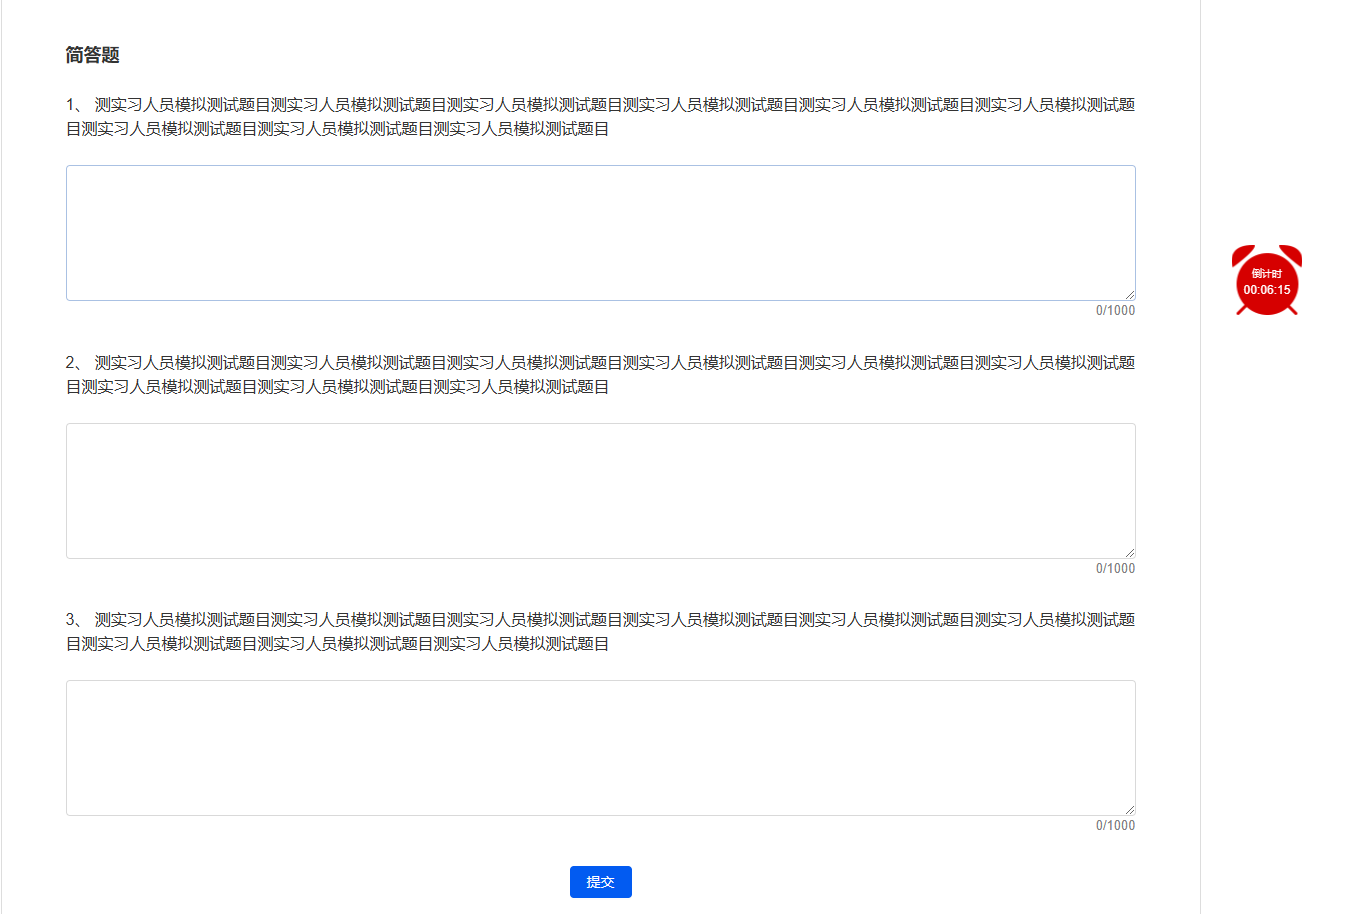 简答题
1、 测实习人员模拟测试题目测实习人员模拟测试题目测实习人员模拟测试题目测实习人员模拟测试题目测实习人员模拟测试题目测实习人员模拟测试题
目测实习人员模拟测试题目测实习人员模拟测试题目测实习人员模拟测试题目
倒计时
00:06:15
0/1000
2、 测实习人员模拟测试题目测实习人员模拟测试题目测实习人员模拟测试题目测实习人员模拟测试题目测实习人员模拟测试题目测实习人员模拟测试题
目测实习人员模拟测试题目测实习人员模拟测试题目测实习人员模拟测试题目
0/1000
3、 测实习人员模拟测试题目测实习人员模拟测试题目测实习人员模拟测试题目测实习人员模拟测试题目测实习人员模拟测试题目测实习人员模拟测试题
目测实习人员模拟测试题目测实习人员模拟测试题目测实习人员模拟测试题目
0/1000
提交